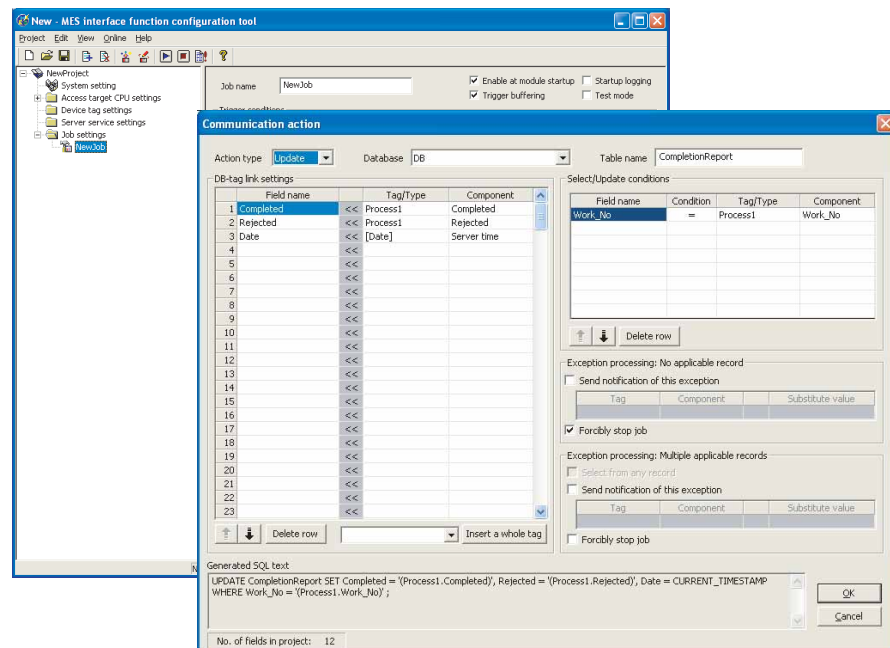 New - MES interface function configuration tool
Project Edit View Online Help
NewProject
System setting
Access target CPU settings
Device tag settings
Server service settings
Job settings
NewJob
Job name NewJob
Enable at module startup Startup logging
Trigger buffering Test mode
Communication action
Action type Update Database DB Table name CompletionReport
DB-tag link settings
Field name Tag/Type Component
1 Completed << Process1 Completed
2 Rejected << Process1 Rejected
3 Date << [Date] Server time
4 <<
5 <<
6 <<
7 <<
8 <<
9 <<
10 <<
11 <<
12 <<
13 <<
14 <<
15 <<
16 <<
17 <<
18 <<
19 <<
20 <<
21 <<
22 <<
23 <<
Delete row Insert a whole tag
Select/Update conditions
Field name Condition Tag/Type Component
Work_No = Process1 Work_No
Delete row
Exception processing: No applicable record
Send notification of this exception
Tag Component Substitute value
Forcibly stop job
Exception processing: Multiple applicable records
Select from any record
Send notification of this exception
Tag Component Substitute value
Forcibly stop job
Generated SQL text
UPDATE CompletionReport SET Completed = '(Process1.Completed)', Rejected = '(Process1.Rejected)', Date = CURRENT_TIMESTAMP
WHERE Work_No = '(Process1.Work_No)' ;
OK
Cancel
No. of fields in project: 12